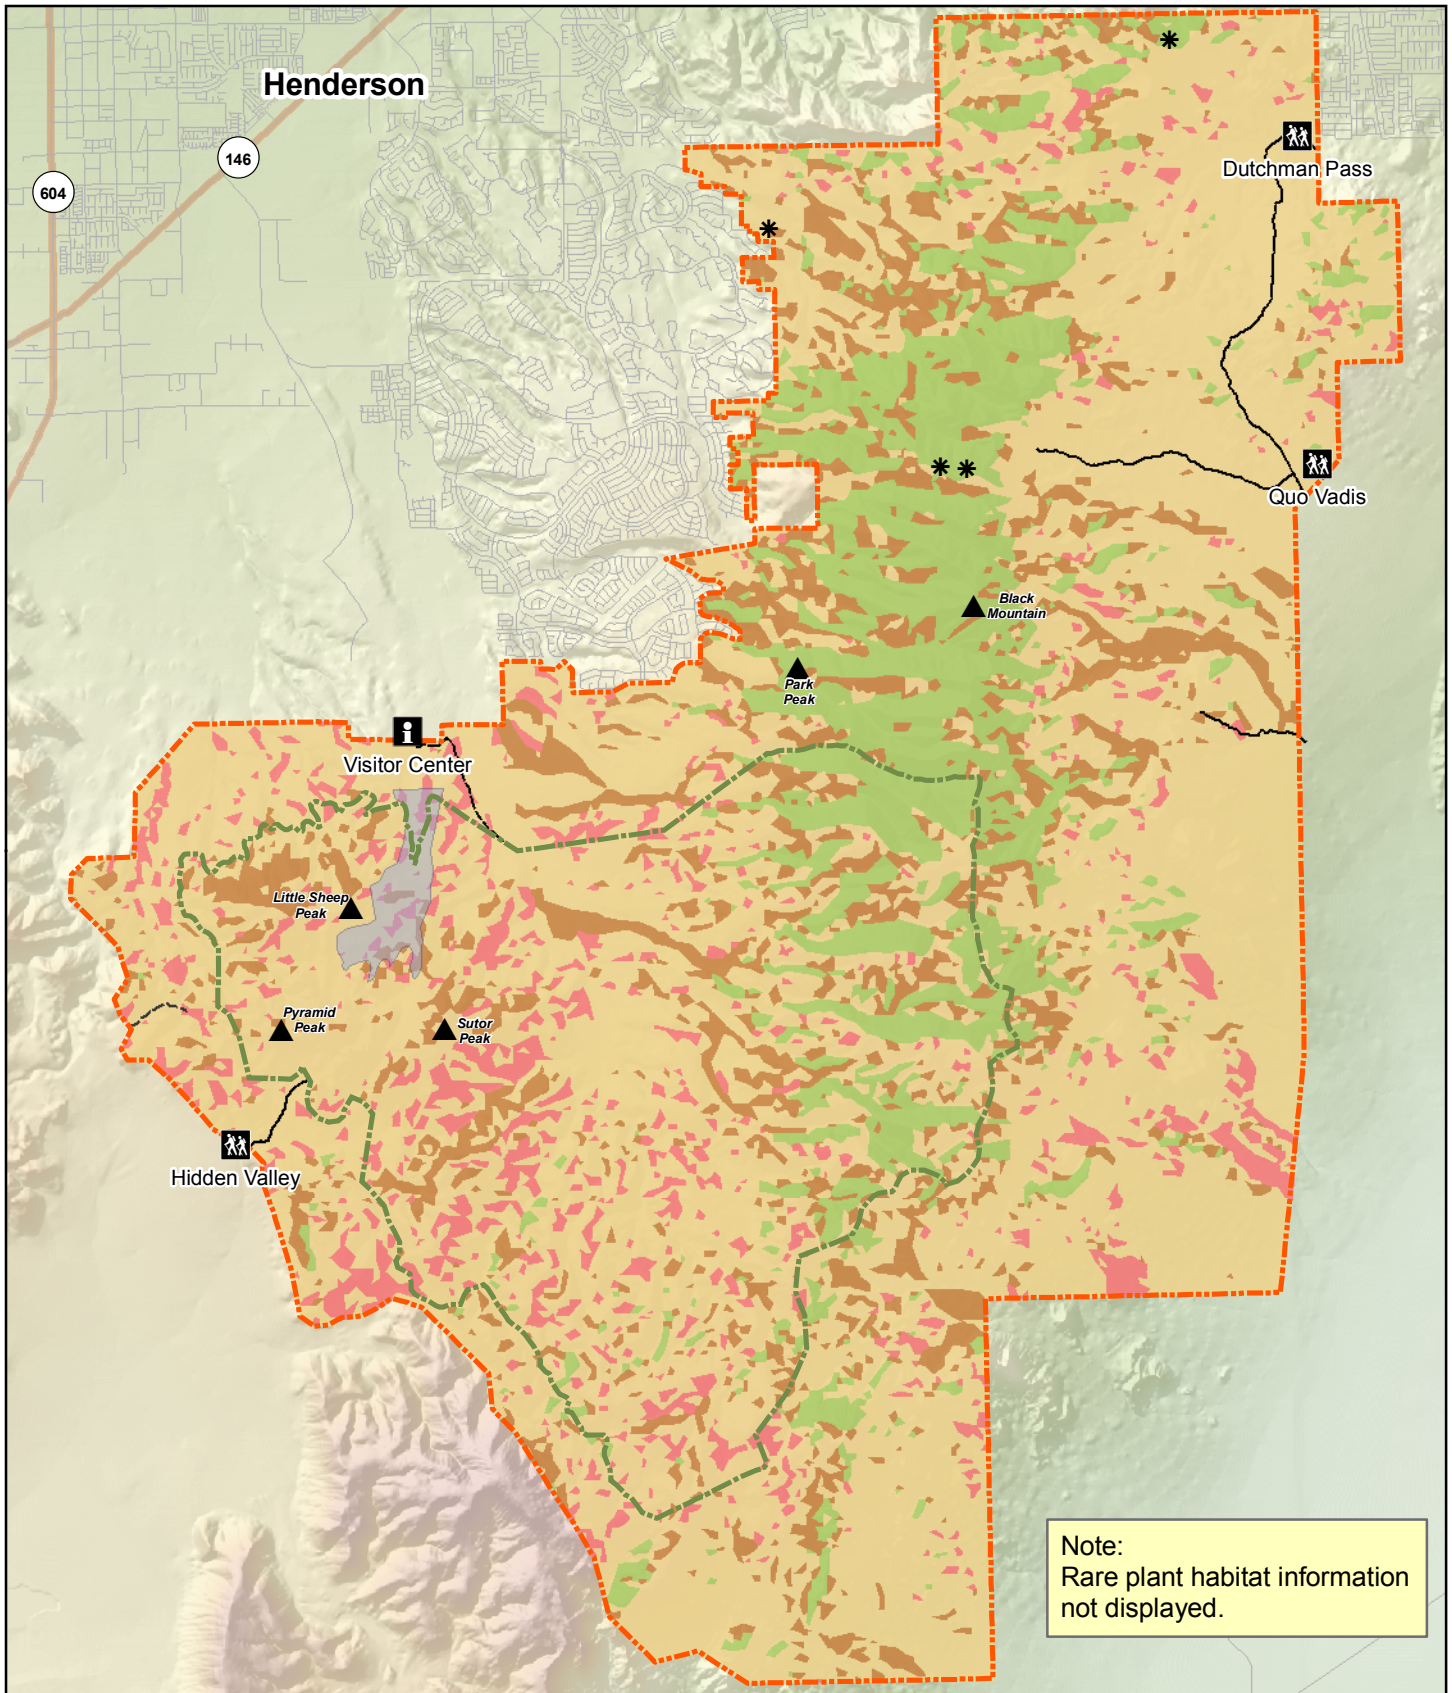 Henderson
146
604
Dutchman Pass
Quo Vadis
Black
Mountain
Park
Peak
Visitor Center
Little Sheep
Peak
Pyramid
Peak
Sutor
Peak
Hidden Valley
Note:
Rare plant habitat information
not displayed.